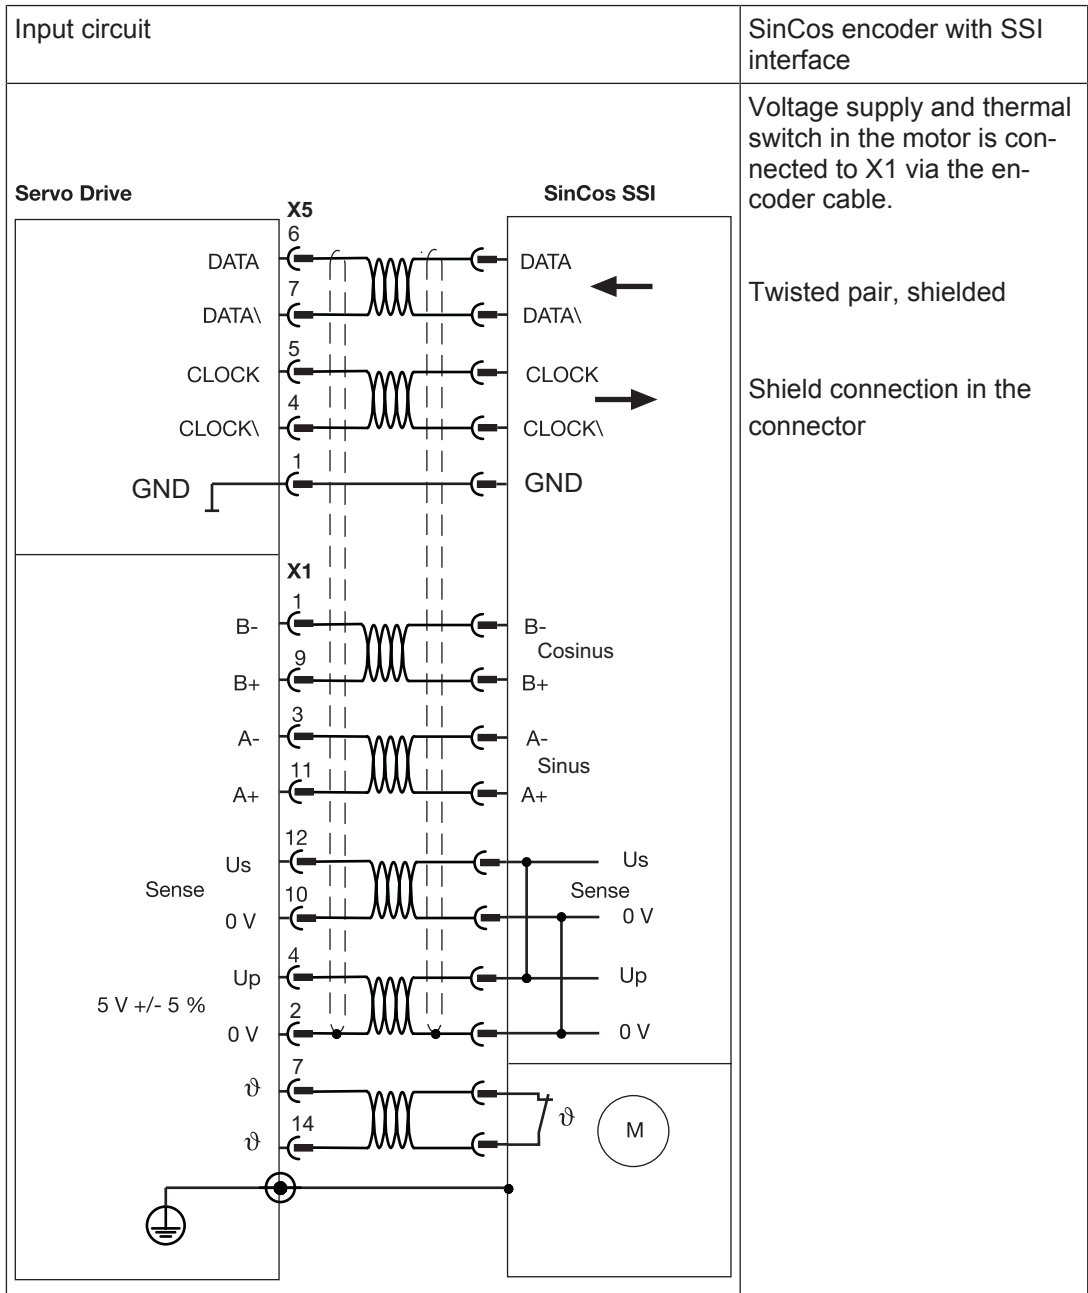 Input circuit
SinCos encoder with SSI
interface
Voltage supply and thermal
switch in the motor is con-
nected to X1 via the en-
coder cable.
Twisted pair, shielded
Shield connection in the
connector
Servo Drive
SinCos SSI
X5
6
DATA
DATA
7
DATA\
DATA\
5
CLOCK
CLOCK
4
CLOCK\
CLOCK\
1
GND
GND
X1
1
B-
B-
Cosinus
9
B+
B+
3
A-
A-
Sinus
11
A+
A+
12
Us
Us
Sense
Sense
10
0 V
0 V
4
Up
Up
5 V +/- 5 %
2
0 V
0 V
7
ϑ
ϑ
M
14
ϑ